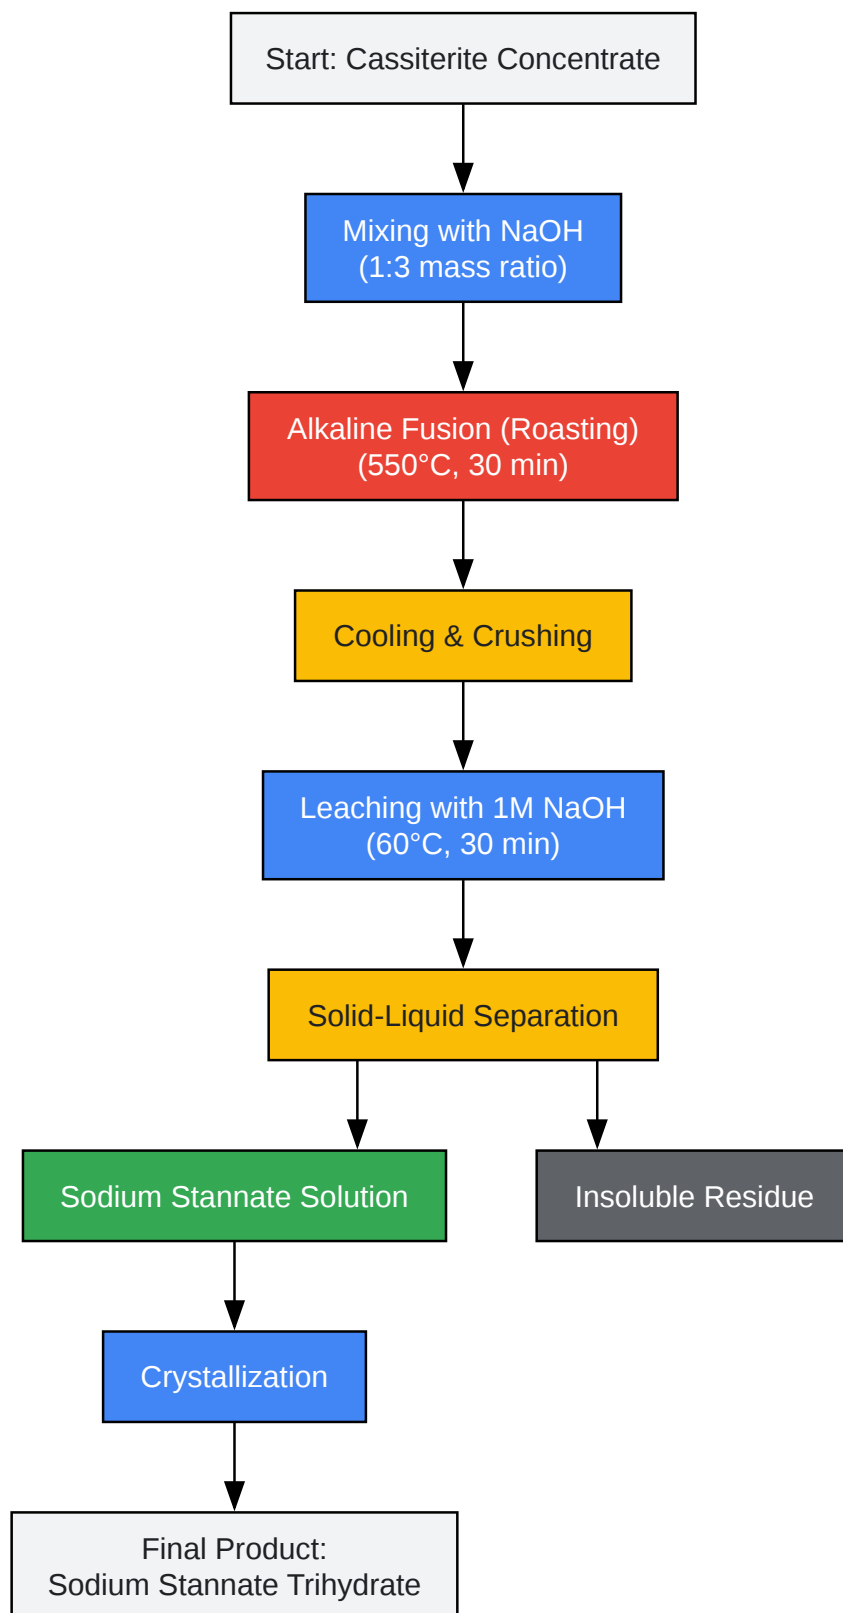 Start: Cassiterite Concentrate
Mixing with NaOH
(1:3 mass ratio)
Alkaline Fusion (Roasting)
(550°C, 30 min)
Cooling & Crushing
Leaching with 1M NaOH
(60°C, 30 min)
Solid-Liquid Separation
Sodium Stannate Solution
Insoluble Residue
Crystallization
Final Product:
Sodium Stannate Trihydrate